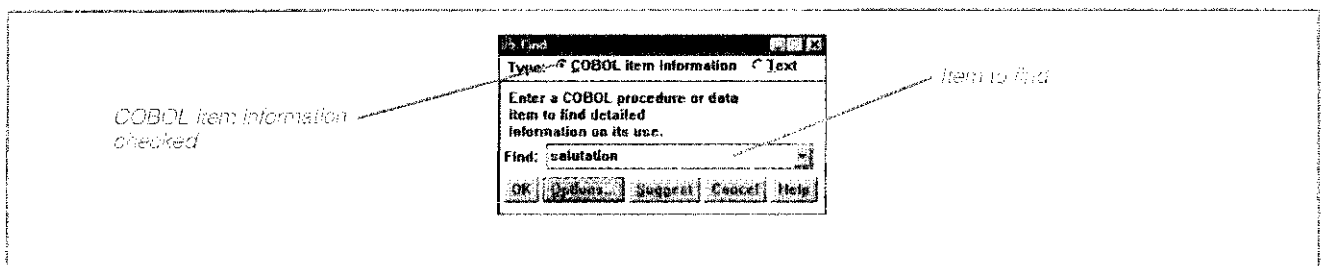 Find
Type: COBOL item information Text
Item to find
COBOL item information
checked
Enter a COBOL procedure or data
item to find detailed
information on its use.
Find: salutation
OK Options... Suggest Cancel Help